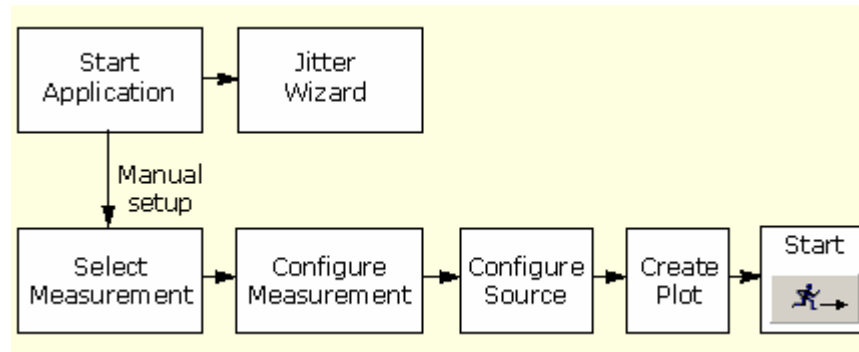 Start
Application
Jitter
Wizard
Manual
setup
Select
Measurement
Configure
Measurement
Configure
Source
Create
Plot
Start